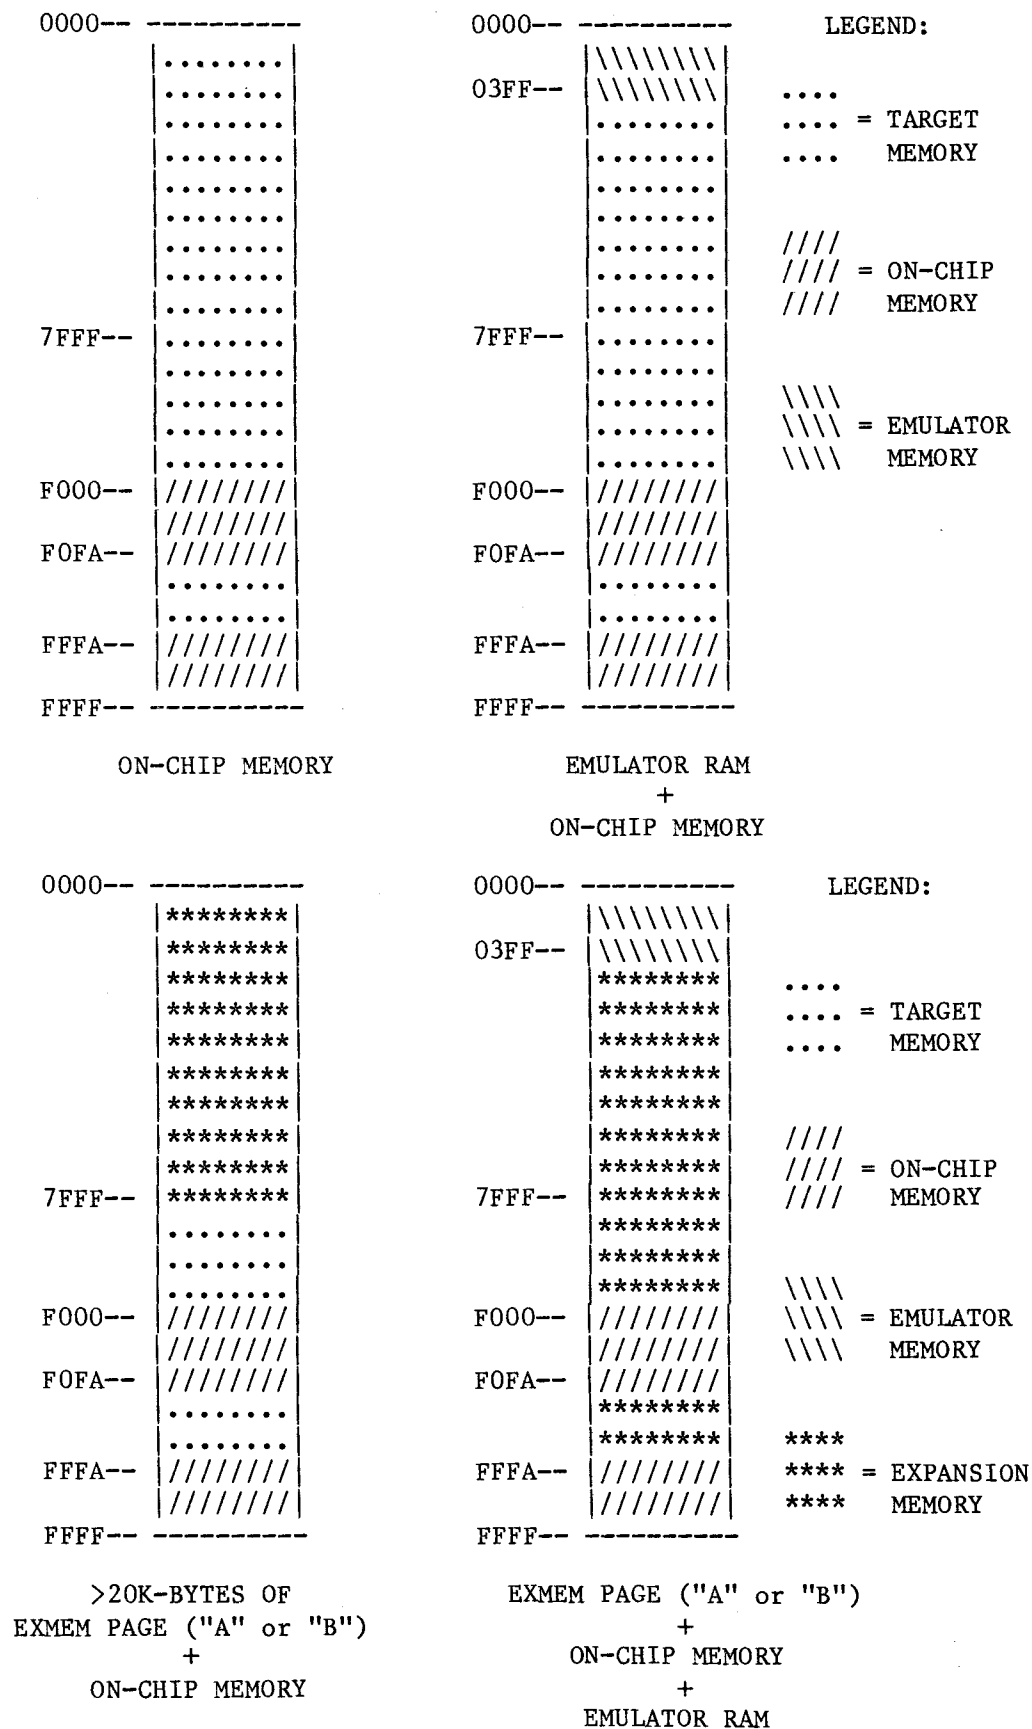 0000-- ---------- 0000-- ---------- LEGEND:
|........| |\\\\\\\\|
|........| 03FF-- |\\\\\\\\| ....
|........| |........| .... = TARGET
|........| |........| .... MEMORY
|........| |........|
|........| |........|
|........| |........| ////
|........| |........| //// = ON-CHIP
|........| |........| //// MEMORY
7FFF-- |........| 7FFF-- |........|
|........| |........|
|........| |........| \\\\
|........| |........| \\\\ = EMULATOR
|........| |........| \\\\ MEMORY
F000-- |////////| F000-- |////////|
|////////| |////////|
F0FA-- |////////| F0FA-- |////////|
|........| |........|
|........| |........|
FFFA-- |////////| FFFA-- |////////|
|////////| |////////|
FFFF-- ---------- FFFF-- ----------
ON-CHIP MEMORY EMULATOR RAM
+
ON-CHIP MEMORY
0000-- ---------- 0000-- ---------- LEGEND:
|********| |\\\\\\\\|
|********| 03FF-- |\\\\\\\\|
|********| |********| ....
|********| |********| .... = TARGET
|********| |********| .... MEMORY
|********| |********|
|********| |********|
|********| |********| ////
|********| |********| //// = ON-CHIP
7FFF-- |********| 7FFF-- |********| //// MEMORY
|........| |********|
|........| |********|
|........| |********| \\\\
F000-- |////////| F000-- |////////| \\\\ = EMULATOR
|////////| |////////| \\\\ MEMORY
F0FA-- |////////| F0FA-- |////////|
|........| |********|
|........| |********| ****
FFFA-- |////////| FFFA-- |////////| **** = EXPANSION
|////////| |////////| **** MEMORY
FFFF-- ---------- FFFF-- ----------
>20K-BYTES OF EXMEM PAGE ("A" or "B")
EXMEM PAGE ("A" or "B") +
+ ON-CHIP MEMORY
ON-CHIP MEMORY +
EMULATOR RAM